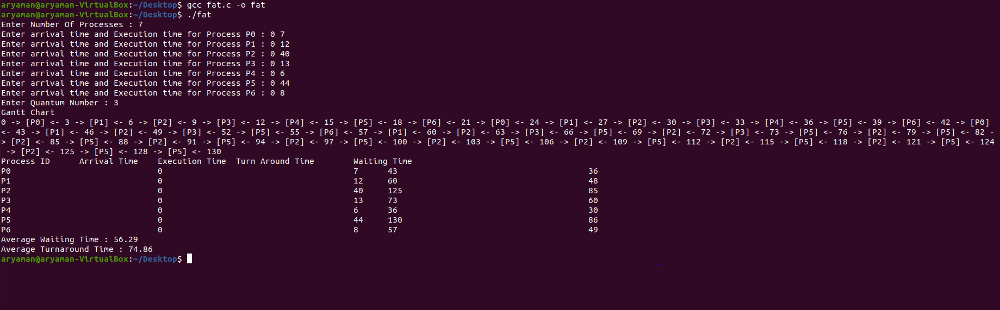 aryaman@aryaman-VirtualBox:~/Desktop$ gcc fat.c -o fat
aryaman@aryaman-VirtualBox:~/Desktop$ ./fat
Enter Number Of Processes : 7
Enter arrival time and Execution time for Process P0 : 0 7
Enter arrival time and Execution time for Process P1 : 0 12
Enter arrival time and Execution time for Process P2 : 0 40
Enter arrival time and Execution time for Process P3 : 0 13
Enter arrival time and Execution time for Process P4 : 0 6
Enter arrival time and Execution time for Process P5 : 0 44
Enter arrival time and Execution time for Process P6 : 0 8
Enter Quantum Number : 3
Gantt Chart
0 -> [P0] <- 3 -> [P1] <- 6 -> [P2] <- 9 -> [P3] <- 12 -> [P4] <- 15 -> [P5] <- 18 -> [P6] <- 21 -> [P0] <- 24 -> [P1] <- 27 -> [P2] <- 30 -> [P3] <- 33 -> [P4] <- 36 -> [P5] <- 39 -> [P6] <- 42 -> [P0]
<- 43 -> [P1] <- 46 -> [P2] <- 49 -> [P3] <- 52 -> [P5] <- 55 -> [P6] <- 57 -> [P1] <- 60 -> [P2] <- 63 -> [P3] <- 66 -> [P5] <- 69 -> [P2] <- 72 -> [P3] <- 73 -> [P5] <- 76 -> [P2] <- 79 -> [P5] <- 82 -
> [P2] <- 85 -> [P5] <- 88 -> [P2] <- 91 -> [P5] <- 94 -> [P2] <- 97 -> [P5] <- 100 -> [P2] <- 103 -> [P5] <- 106 -> [P2] <- 109 -> [P5] <- 112 -> [P2] <- 115 -> [P5] <- 118 -> [P2] <- 121 -> [P5] <- 124
-> [P2] <- 125 -> [P5] <- 128 -> [P5] <- 130
Process ID      Arrival Time    Execution Time  Turn Around Time        Waiting Time
P0                              0                                       7      43                                       36
P1                              0                                       12     60                                       48
P2                              0                                       40     125                                      85
P3                              0                                       13     73                                       60
P4                              0                                       6      36                                       30
P5                              0                                       44     130                                      86
P6                              0                                       8      57                                       49
Average Waiting Time : 56.29
Average Turnaround Time : 74.86
aryaman@aryaman-VirtualBox:~/Desktop$